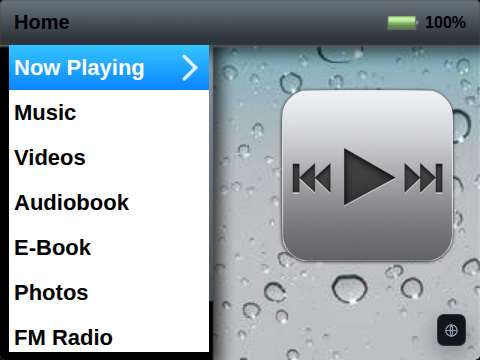 Home
100%
Now Playing
Music
Videos
Audiobook
E-Book
Photos
FM Radio